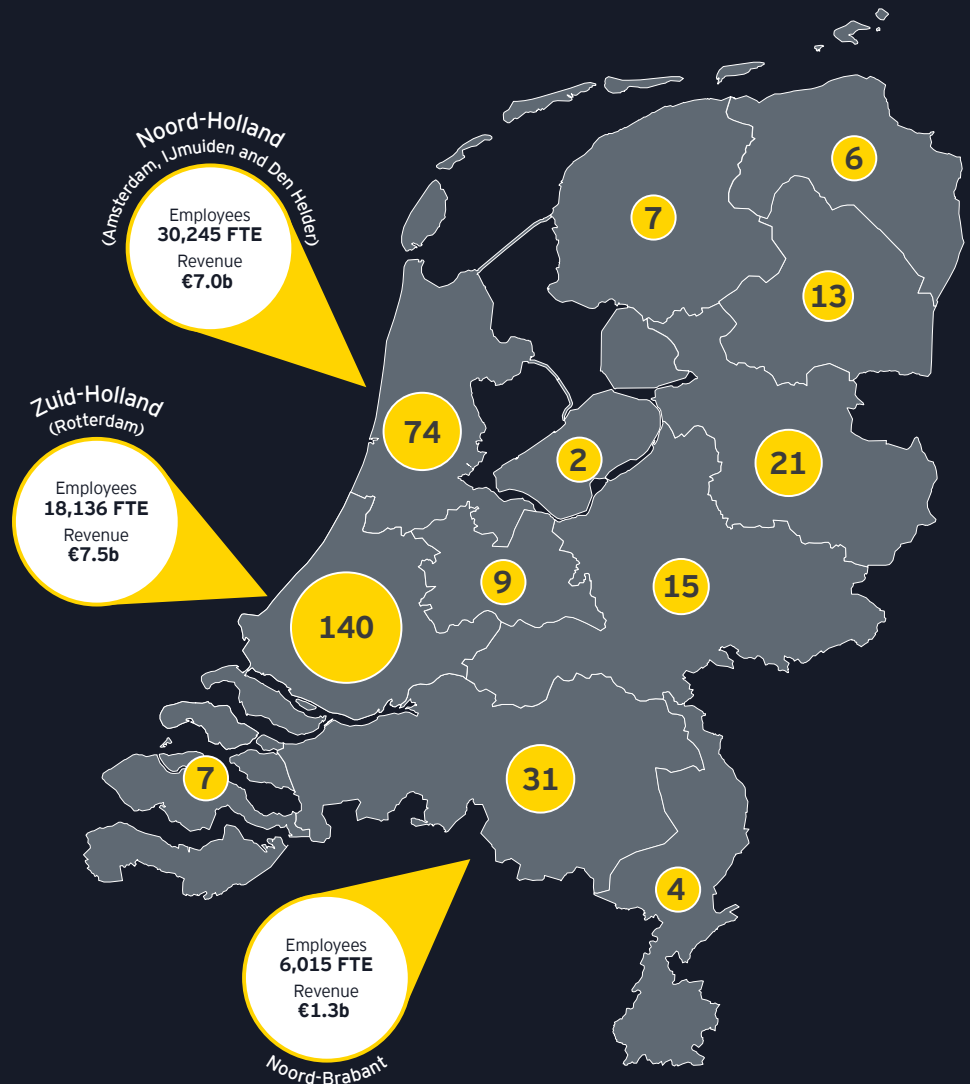 Noord-Holland
(Amsterdam, IJmuiden and Den Helder)
Employees
30,245 FTE
Revenue
€7.0b
Zuid-Holland
(Rotterdam)
Employees
18,136 FTE
Revenue
€7.5b
6
7
13
74
2
21
9
15
140
31
7
4
Employees
6,015 FTE
Revenue
€1.3b
Noord-Brabant